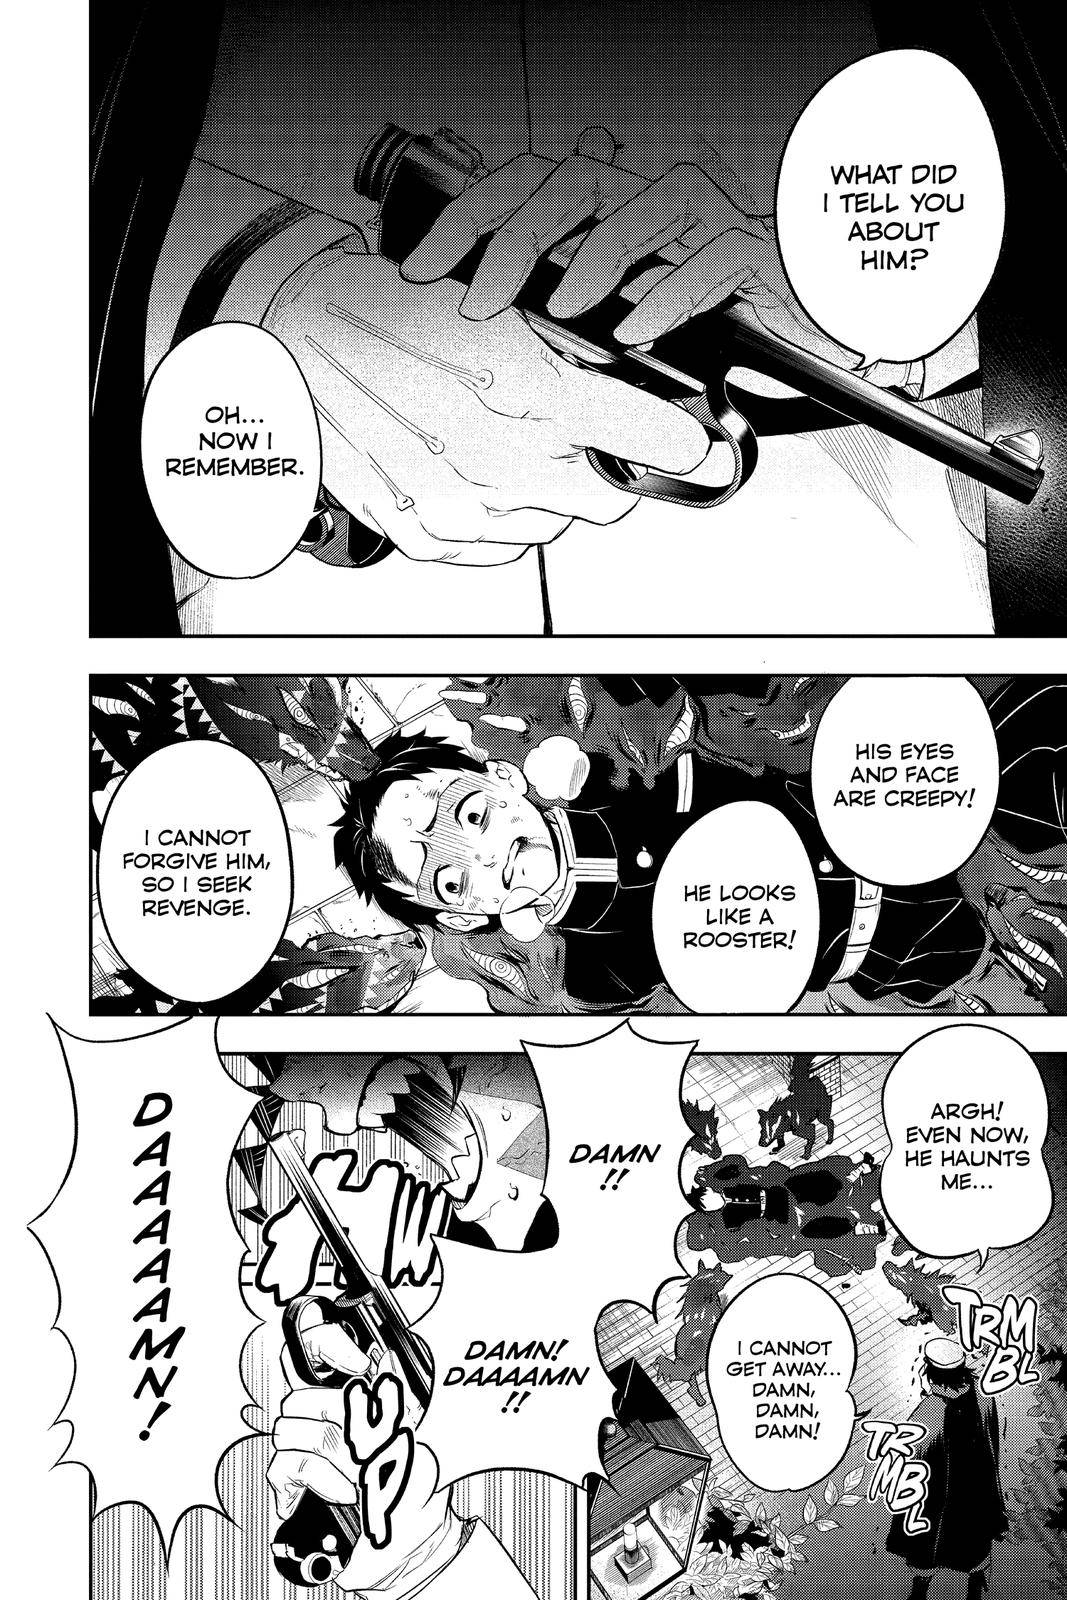 WHAT DID
I TELL YOU
ABOUT
HIM?
OH...
NOW I
REMEMBER.
HIS EYES
AND FACE
ARE CREEPY!
HE LOOKS
LIKE A
ROOSTER!
I CANNOT
FORGIVE HIM,
SO I SEEK
REVENGE.
ARGH!
EVEN NOW,
HE HAUNTS
ME...
TRMBL
TRMBL
I CANNOT
GET AWAY...
DAMN,
DAMN,
DAMN!
DAMN
!!
DAMN!
DAAAAMN
!!
UP
DAAAAAMN!